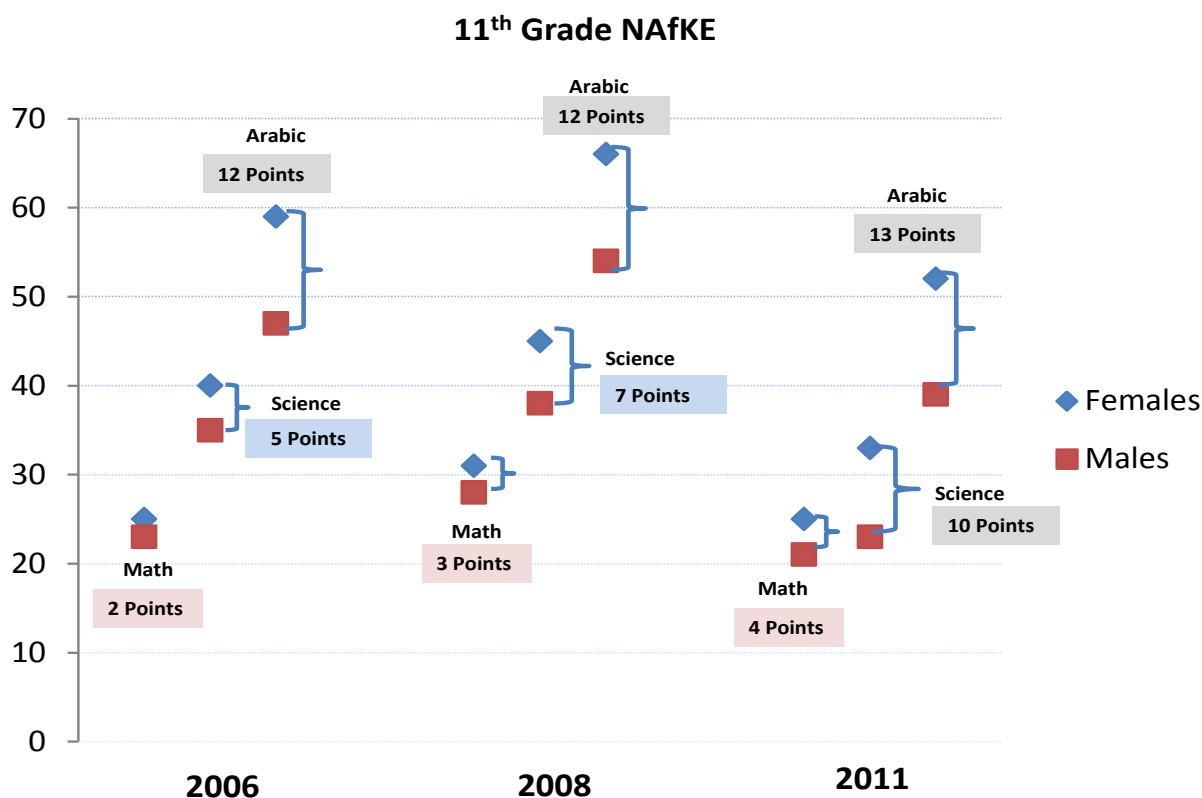 11th Grade NAfKE
70
60
50
40
30
20
10
0
Arabic
12 Points
Science
5 Points
Math
2 Points
Arabic
12 Points
Science
7 Points
Math
3 Points
Arabic
13 Points
Science
10 Points
Math
4 Points
Females
Males
2006
2008
2011